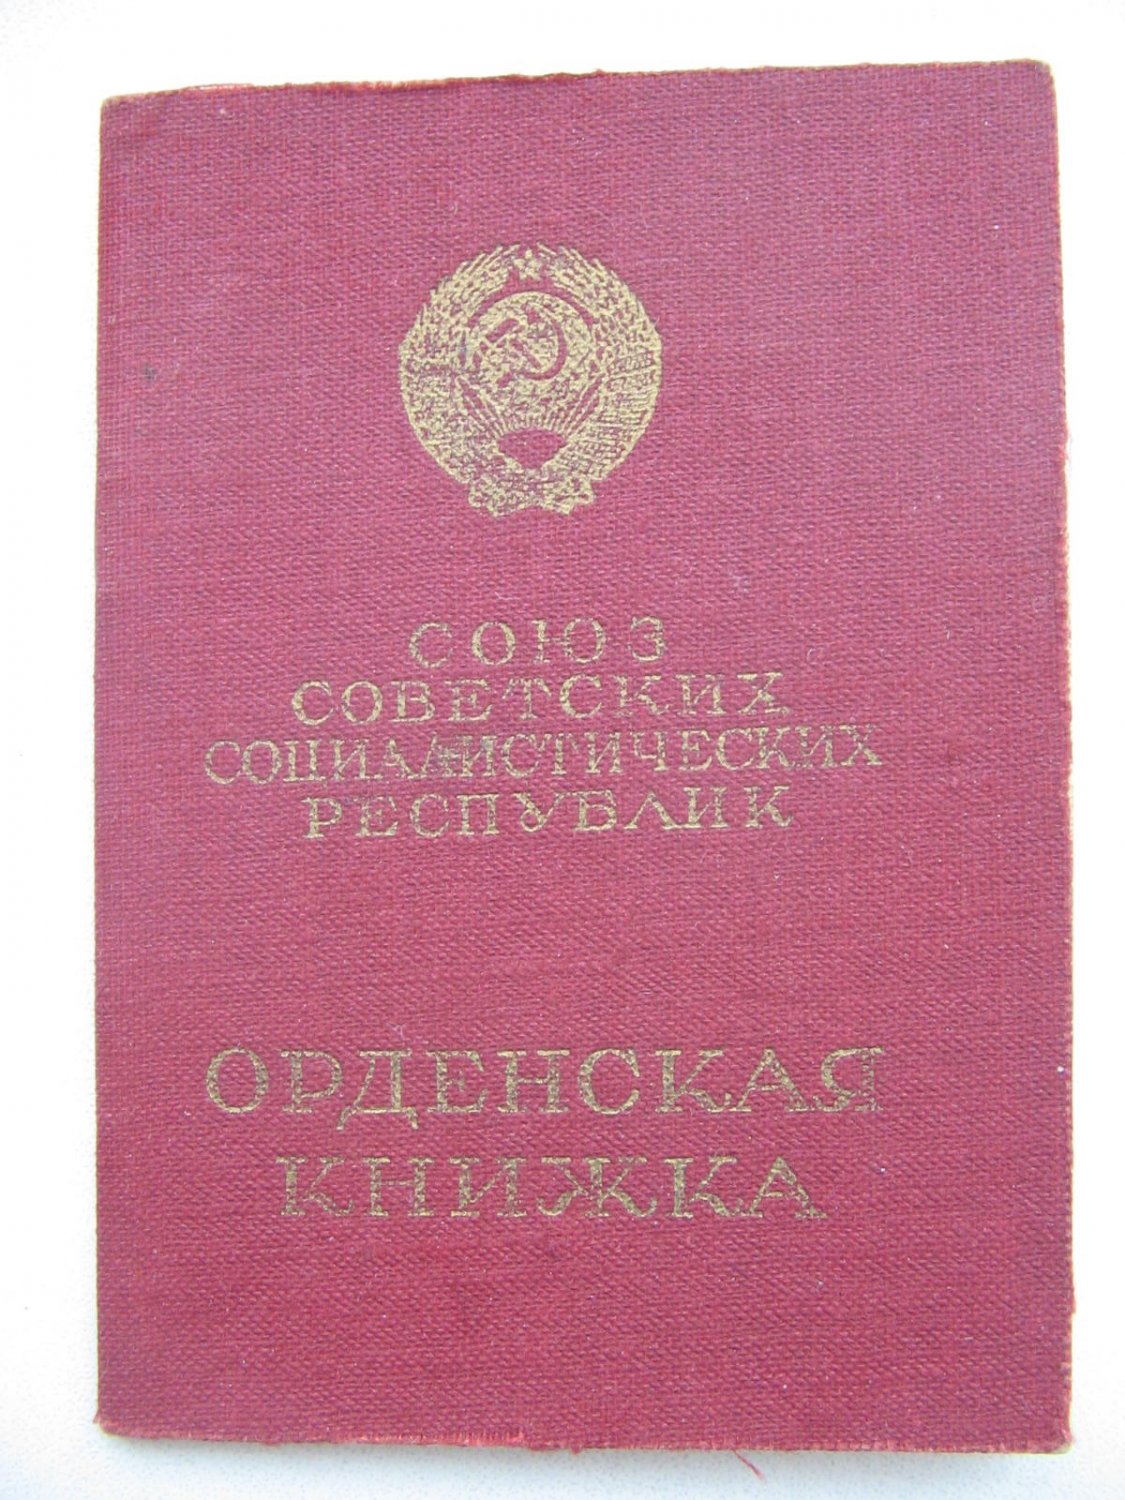 СОЮЗ
СОВЕТСКИХ
СОЦИАЛИСТИЧЕСКИХ
РЕСПУБЛИК
ОРДЕНСКАЯ
КНИЖКА